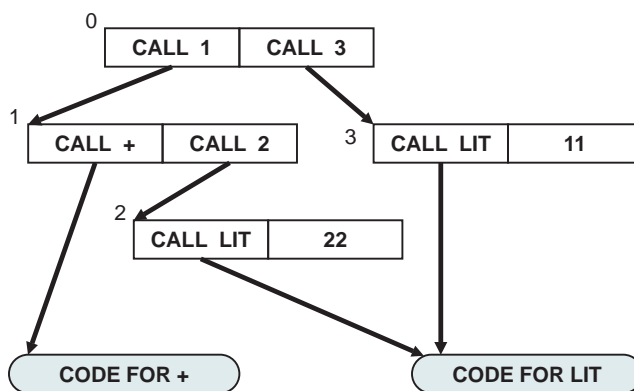 0
CALL 1 CALL 3
1
CALL + CALL 2
3
CALL LIT 11
2
CALL LIT 22
CODE FOR +
CODE FOR LIT